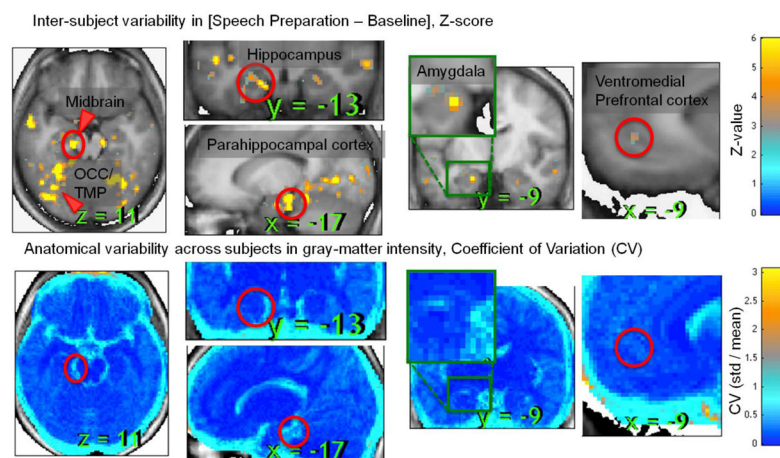 Inter-subject variability in [Speech Preparation – Baseline], Z-score
Midbrain
OCC/
TMP
z = 11
Hippocampus
y = -13
Parahippocampal cortex
x = -17
Amygdala
y = -9
Ventromedial
Prefrontal cortex
x = -9
6
5
4
3
2
1
0
Z-value
Anatomical variability across subjects in gray-matter intensity, Coefficient of Variation (CV)
z = 11
y = -13
x = -17
y = -9
x = -9
3
2.5
2
1.5
1
0.5
0
CV (std / mean)